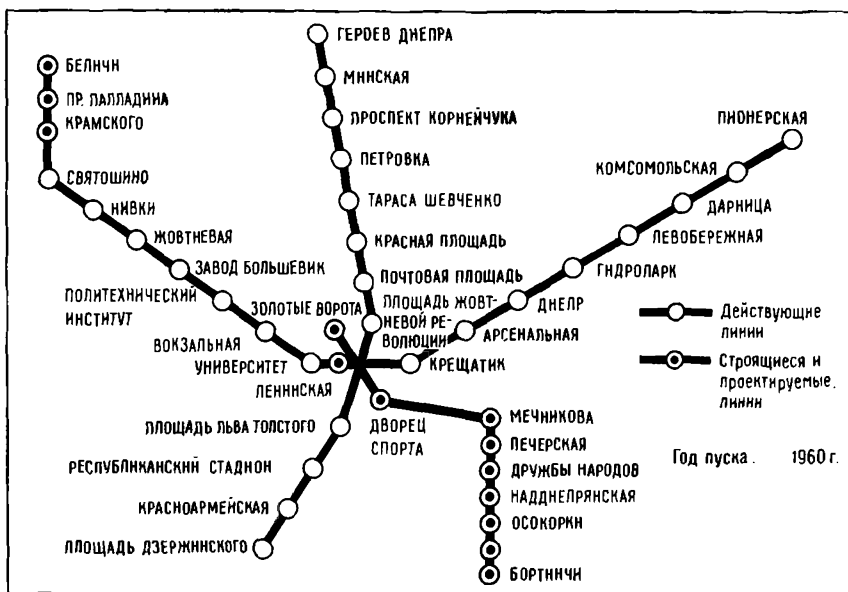 ГЕРОЕВ ДНЕПРА
МИНСКАЯ
ПРОСПЕКТ КОРНЕЙЧУКА
ПЕТРОВКА
ТАРАСА ШЕВЧЕНКО
КРАСНАЯ ПЛОЩАДЬ
ПОЧТОВАЯ ПЛОЩАДЬ
ПЛОЩАДЬ ЖОВТ-
НЕВОЙ РЕ-
ВОЛЮЦИИ
БЕЛИЧИ
ПР. ПАЛЛАДИНА
КРАМСКОГО
СВЯТОШИНО
НИВКИ
ЖОВТНЕВАЯ
ЗАВОД БОЛЬШЕВИК
ПОЛИТЕХНИЧЕСКИЙ
ИНСТИТУТ
ЗОЛОТЫЕ ВОРОТА
ВОКЗАЛЬНАЯ
УНИВЕРСИТЕТ
ЛЕНИНСКАЯ
ПИОНЕРСКАЯ
КОМСОМОЛЬСКАЯ
ДАРНИЦА
ЛЕВОБЕРЕЖНАЯ
ГИДРОПАРК
ДНЕПР
АРСЕНАЛЬНАЯ
КРЕЩАТИК
ПЛОЩАДЬ ЛЬВА ТОЛСТОГО
РЕСПУБЛИКАНСКИЙ СТАДИОН
КРАСНОАРМЕЙСКАЯ
ПЛОЩАДЬ ДЗЕРЖИНСКОГО
ДВОРЕЦ
СПОРТА
МЕЧНИКОВА
ПЕЧЕРСКАЯ
ДРУЖБЫ НАРОДОВ
НАДДНЕПРЯНСКАЯ
ОСОКОРКИ
БОРТНИЧИ
Действующие
линии
Строящиеся и
проектируемые.
линии
Год пуска. 1960 г.